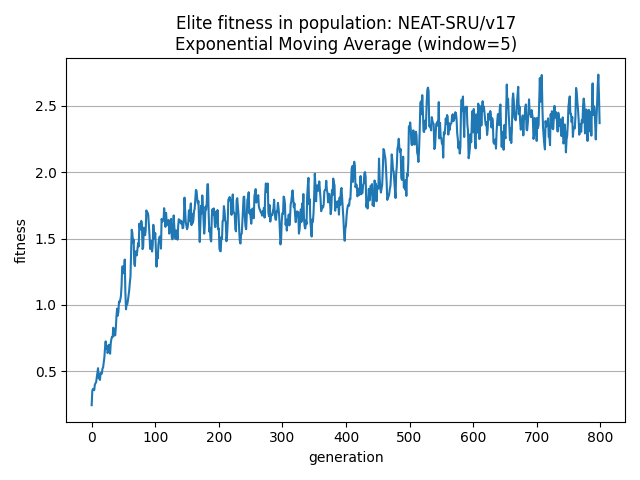 Elite fitness in population: NEAT-SRU/v17
Exponential Moving Average (window=5)
fitness
2.5
2.0
1.5
1.0
0.5
0 100 200 300 400 500 600 700 800
generation